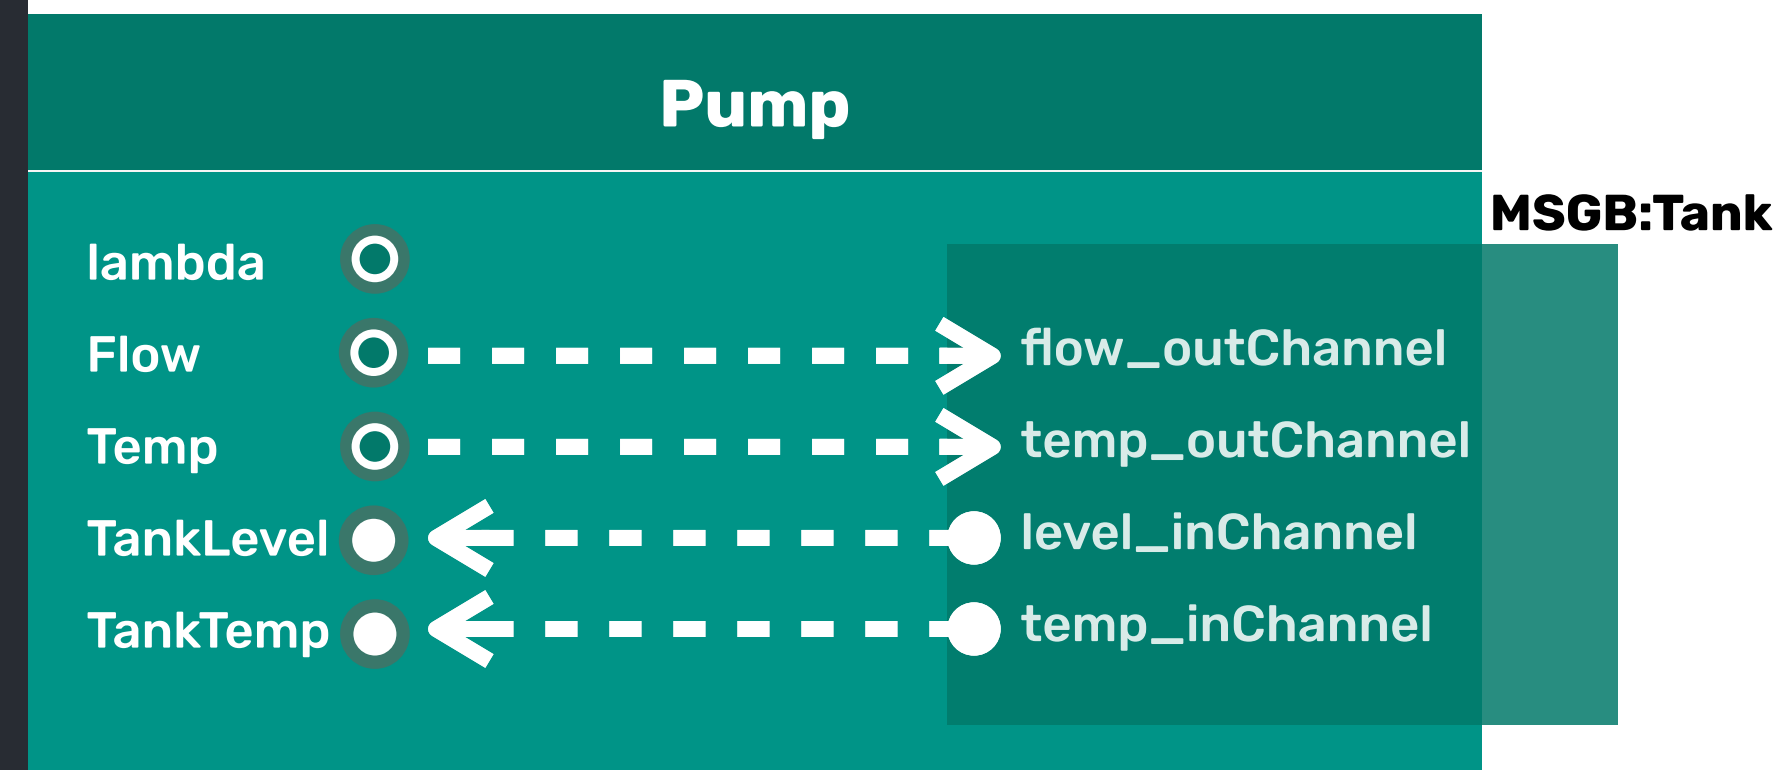 Pump
MSGB:Tank
lambda
Flow
flow_outChannel
Temp
temp_outChannel
TankLevel
level_inChannel
TankTemp
temp_inChannel